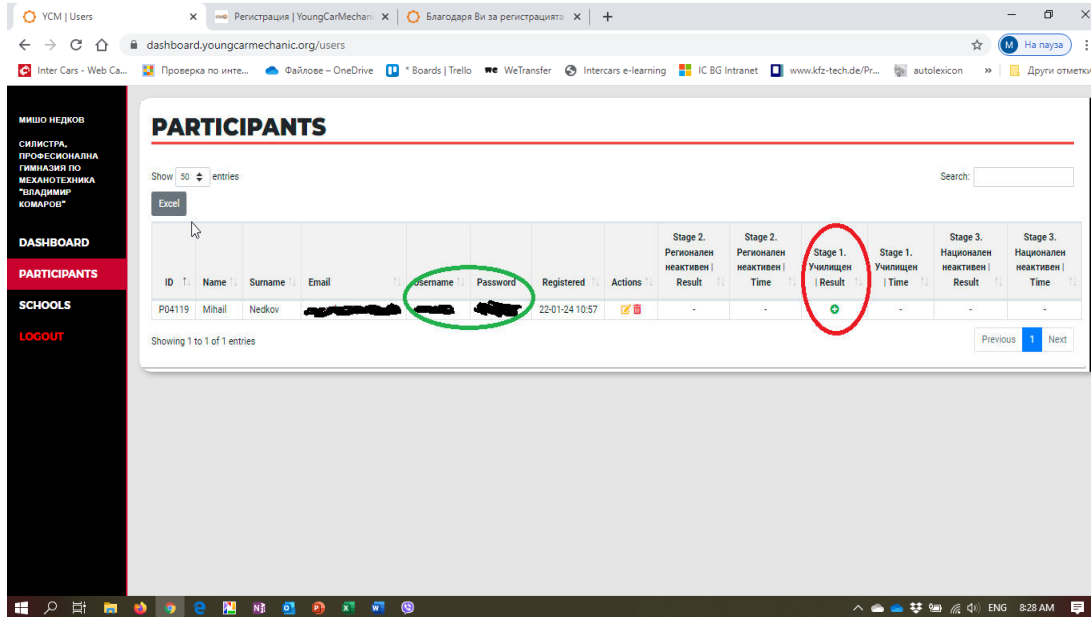 YCM | Users
Регистрация | YoungCarMechani
Благодаря Ви за регистрацията
dashboard.youngcarmechanic.org/users
M На пауза
Inter Cars - Web Ca...
Проверка по инте...
Файлове – OneDrive
* Boards | Trello
WeTransfer
Intercars e-learning
IC BG Intranet
www.kfz-tech.de/Pr...
autolexicon
»
Други отметки
МИШО НЕДКОВ
СИЛИСТРА,
ПРОФЕСИОНАЛНА
ГИМНАЗИЯ ПО
МЕХАНОТЕХНИКА
"ВЛАДИМИР
КОМАРОВ"
DASHBOARD
PARTICIPANTS
SCHOOLS
LOGOUT
PARTICIPANTS
Show 50 entries
Search:
Excel
ID
Name
Surname
Email
Username
Password
Registered
Actions
Stage 2.
Регионален
неактивен |
Result
Stage 2.
Регионален
неактивен |
Time
Stage 1.
Училищен
| Result
Stage 1.
Училищен
| Time
Stage 3.
Национален
неактивен |
Result
Stage 3.
Национален
неактивен |
Time
P04119 Mihail Nedkov 22-01-24 10:57 - - - - -
Showing 1 to 1 of 1 entries
Previous 1 Next
ENG 8:28 AM